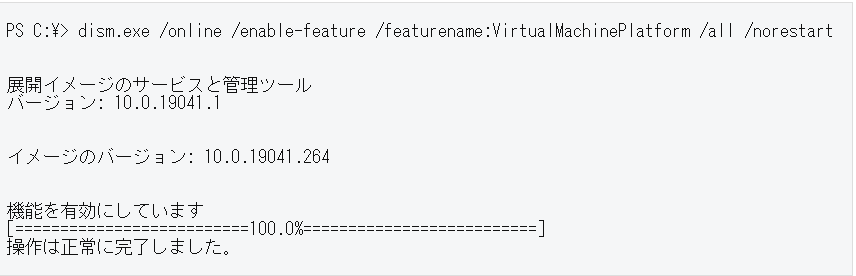 PS C:¥> dism.exe /online /enable-feature /featurename:VirtualMachinePlatform /all /norestart
展開イメージのサービスと管理ツール
バージョン: 10.0.19041.1
イメージのバージョン: 10.0.19041.264
機能を有効にしています
[==========================100.0%==========================]
操作は正常に完了しました。